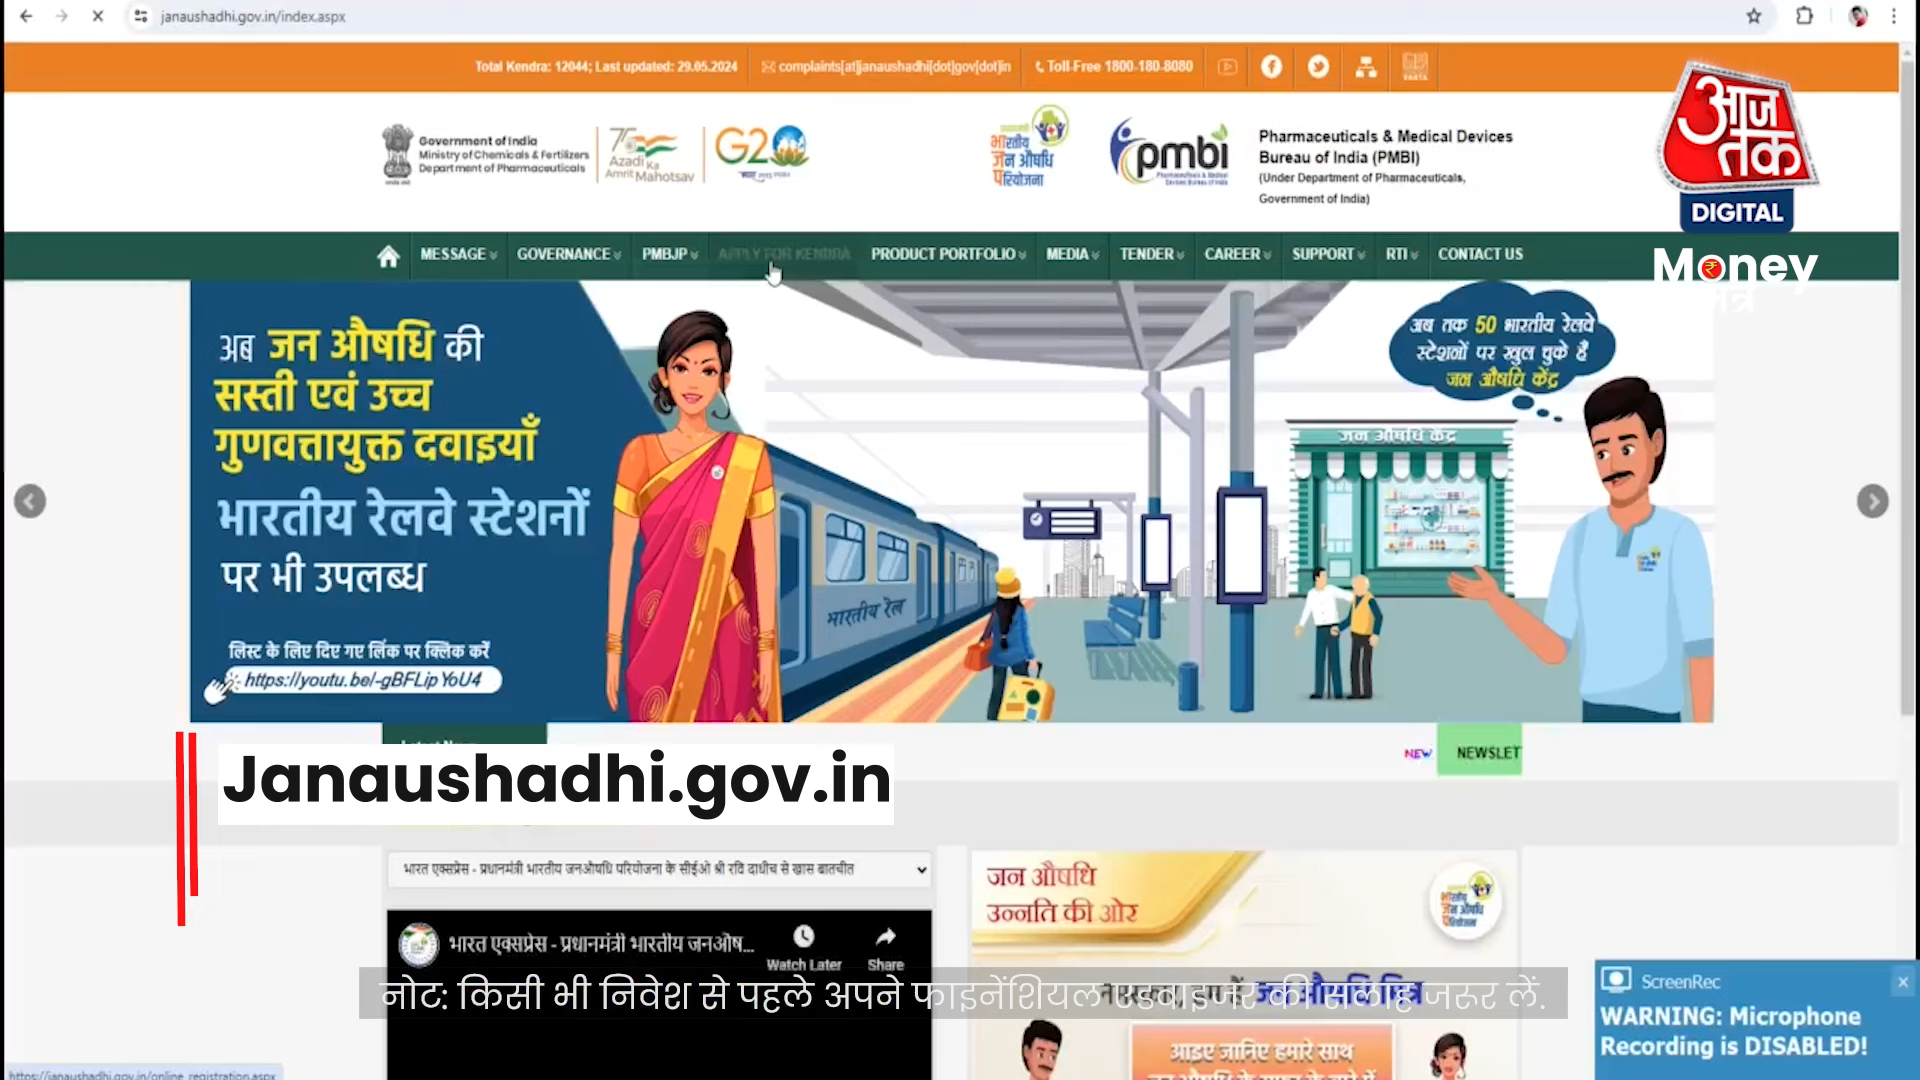 janaushadhi.gov.in/index.aspx
Total Kendra: 12044; Last updated: 29.05.2024
complaints[at]janaushadhi[dot]gov[dot]in
Toll-Free 1800-180-8080
Government of India
Ministry of Chemicals & Fertilizers
Department of Pharmaceuticals
75
Azadi Ka
Amrit Mahotsav
G20
भारतीय
जन औषधि
परियोजना
pmbi
Pharmaceuticals & Medical Devices
Bureau of India (PMBI)
(Under Department of Pharmaceuticals,
Government of India)
आज
तक
DIGITAL
Money
MESSAGE
GOVERNANCE
PMBJP
APPLY FOR KENDRA
PRODUCT PORTFOLIO
MEDIA
TENDER
CAREER
SUPPORT
RTI
CONTACT US
अब जन औषधि की
सस्ती एवं उच्च
गुणवत्तायुक्त दवाइयाँ
भारतीय रेलवे स्टेशनों
पर भी उपलब्ध
लिस्ट के लिए दिए गए लिंक पर क्लिक करें
https://youtu.be/-gBFLipYoU4
भारतीय रेल
अब तक 50 भारतीय रेलवे
स्टेशनों पर खुल चुके हैं
जन औषधि केंद्र
जन औषधि केंद्र
NEW
NEWSLET
Janaushadhi.gov.in
भारत एक्सप्रेस - प्रधानमंत्री भारतीय जनऔषधि परियोजना के सीईओ श्री रवि दाधीच से खास बातचीत
भारत एक्सप्रेस - प्रधानमंत्री भारतीय जनऔष...
Watch Later
Share
जन औषधि
उन्नति की ओर
नोट: किसी भी निवेश से पहले अपने फाइनेंशियल एडवाइजर की सलाह जरूर लें.
आइए जानिए हमारे साथ
ScreenRec
WARNING: Microphone
Recording is DISABLED!
https://janaushadhi.gov.in/online_registration.aspx